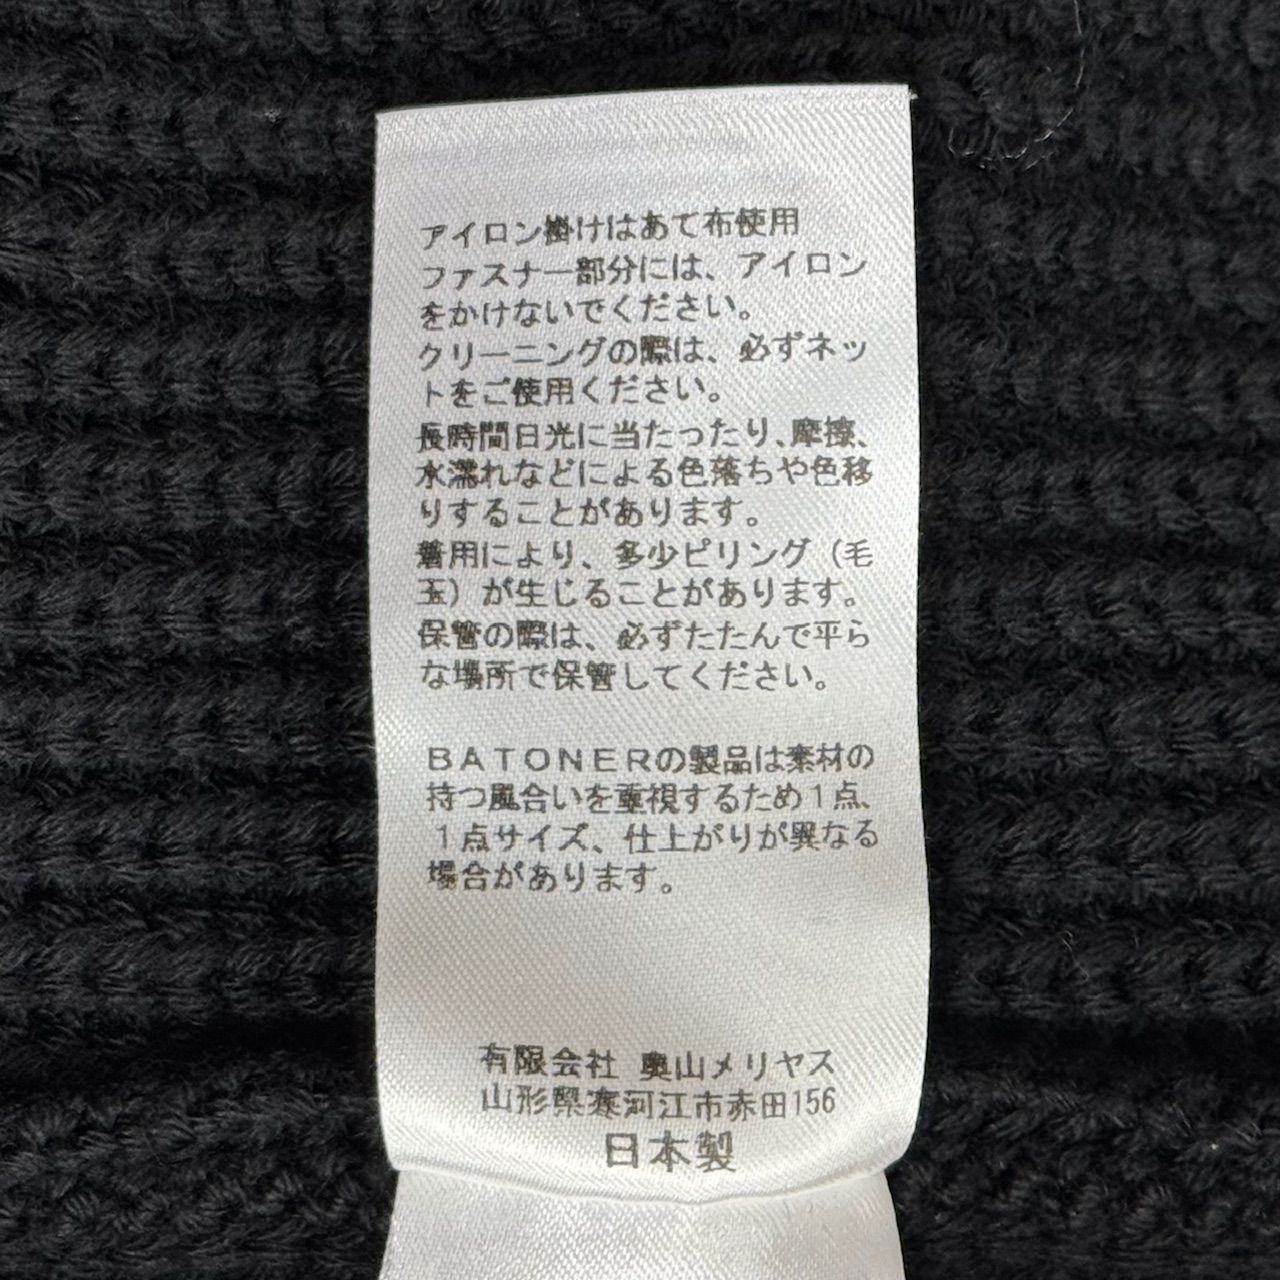 アイロン掛けはあて布使用
ファスナー部分には、アイロン
をかけないでください。
クリーニングの際は、必ずネッ
トをご使用ください。
長時間日光に当たったり、摩擦、
水濡れなどによる色落ちや色移
りすることがあります。
着用により、多少ピリング（毛
玉）が生じることがあります。
保管の際は、必ずたたんで平ら
な場所で保管してください。
ＢＡＴＯＮＥＲの製品は素材の
持つ風合いを重視するため１点、
１点サイズ、仕上がりが異なる
場合があります。
有限会社 奥山メリヤス
山形県寒河江市赤田156
日本製